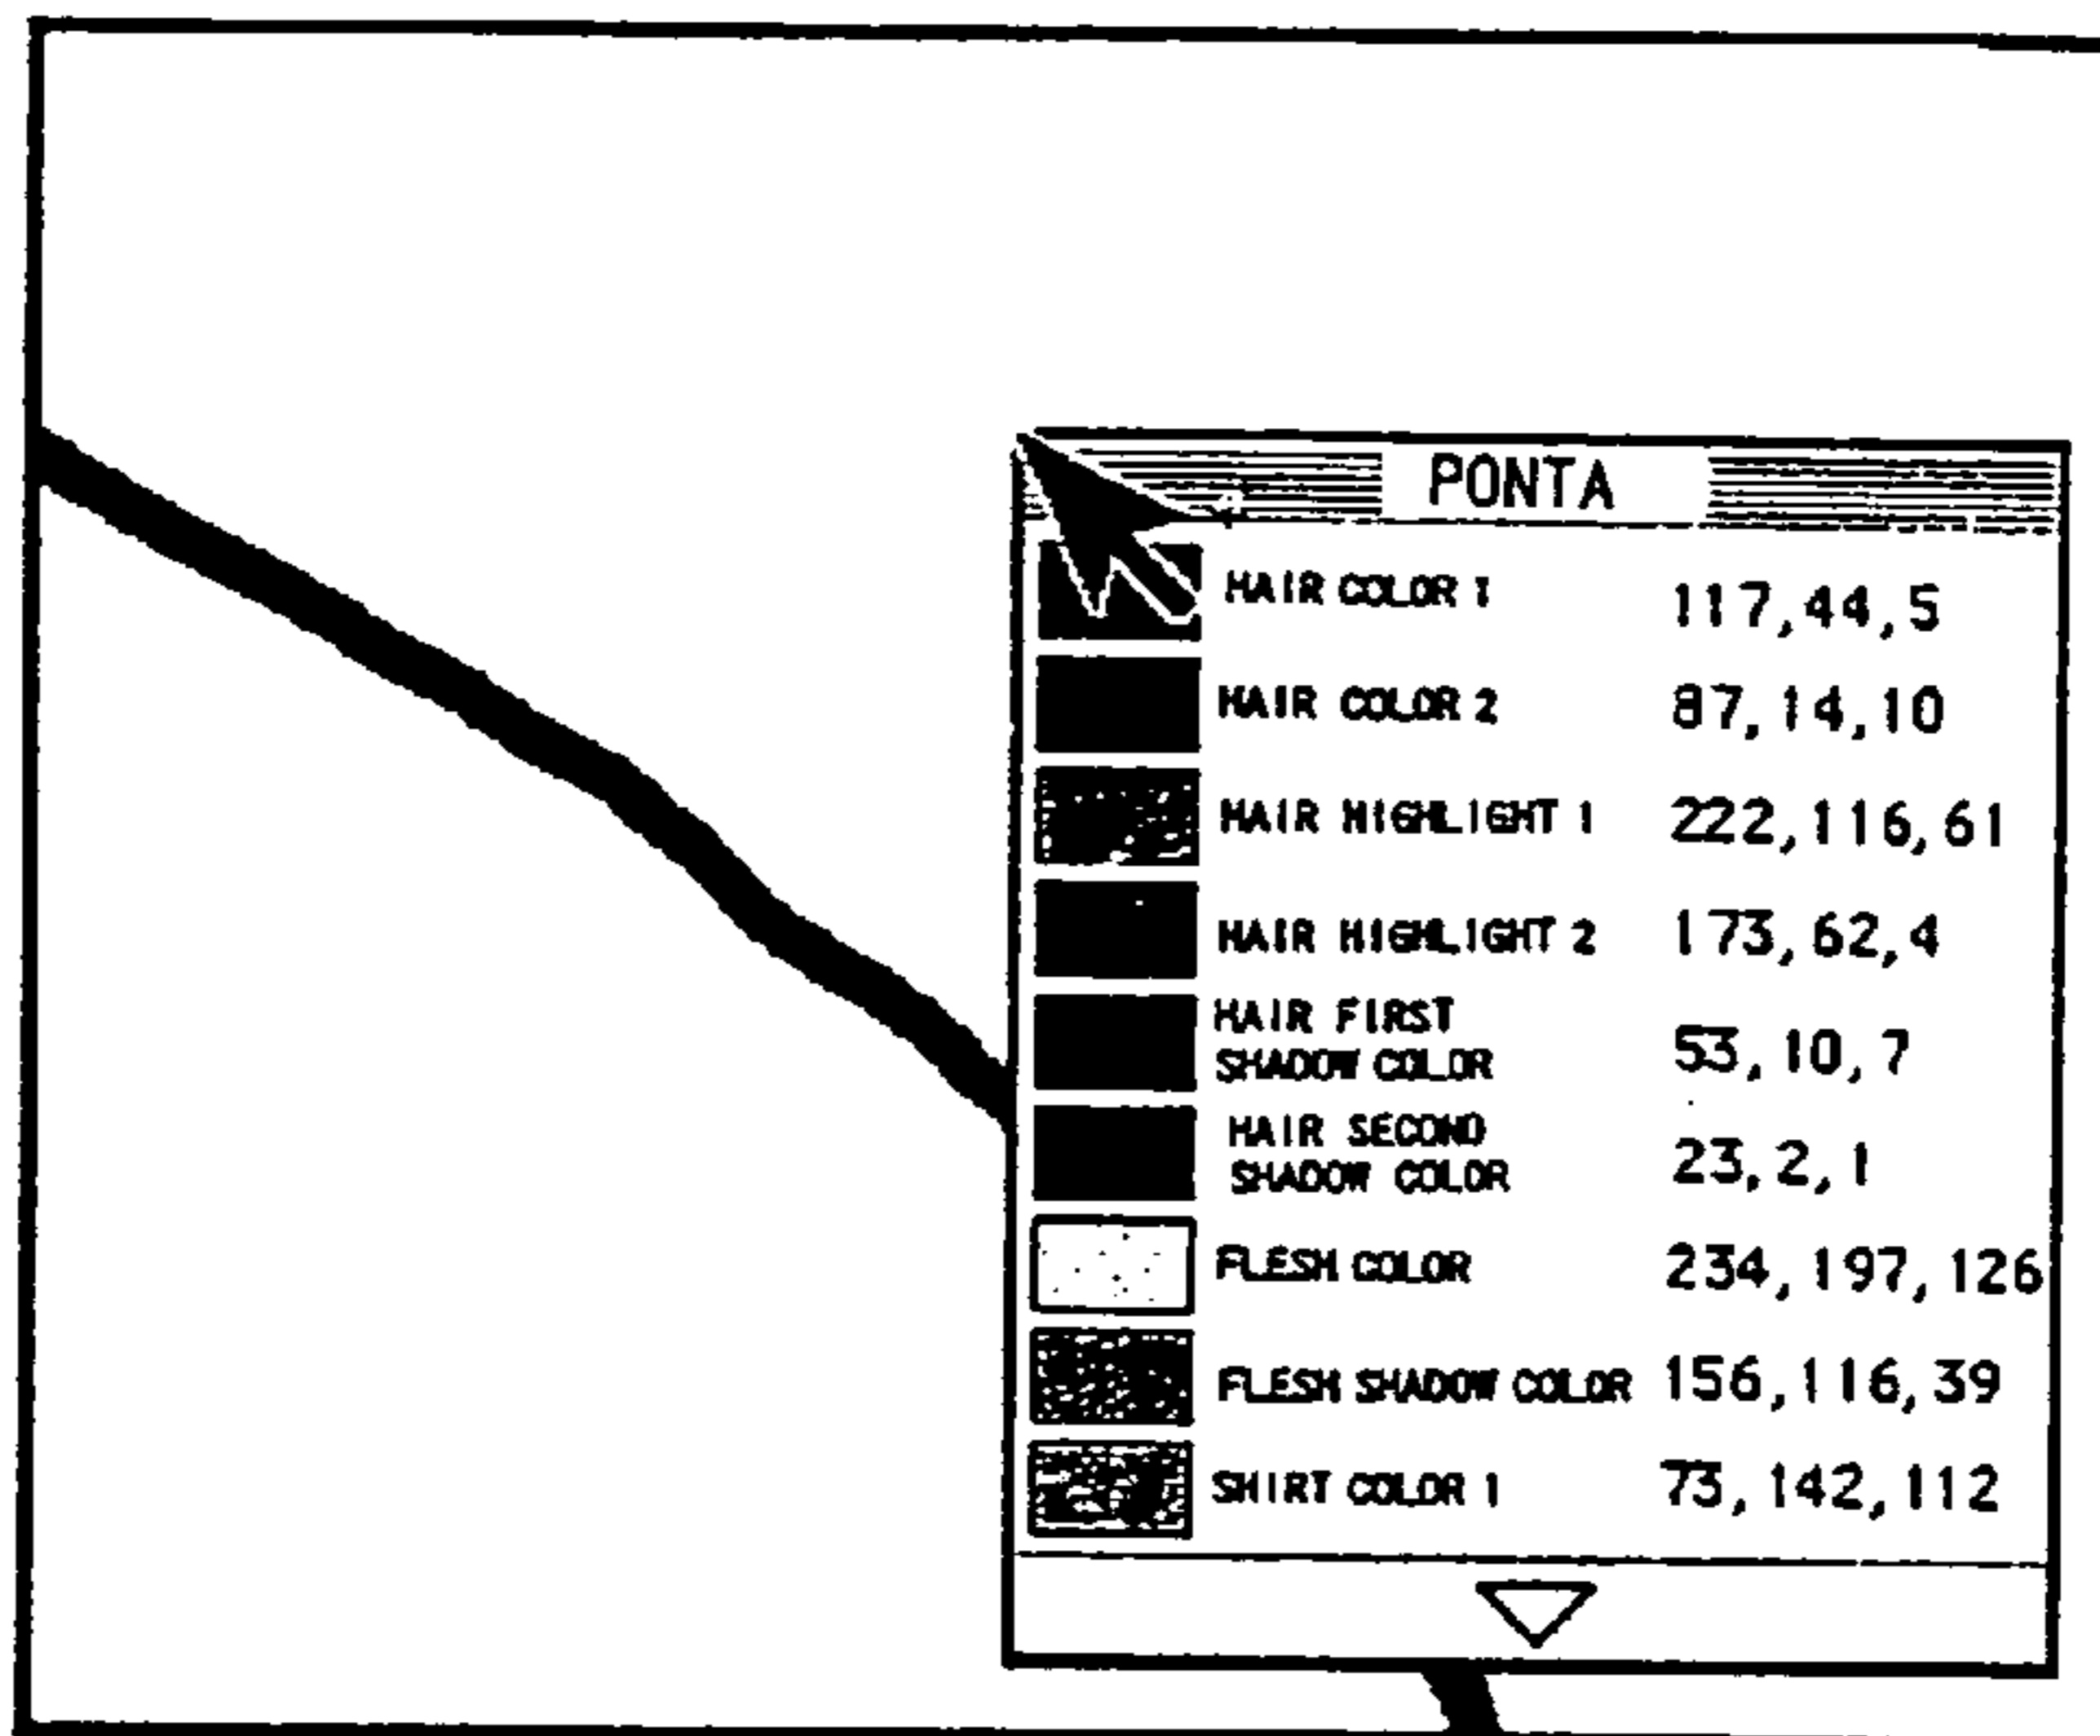 PONTA
HAIR COLOR 1 117,44,5
HAIR COLOR 2 87,14,10
HAIR HIGHLIGHT 1 222,116,61
HAIR HIGHLIGHT 2 173,62,4
HAIR FIRST
SHADOW COLOR 53,10,7
HAIR SECOND
SHADOW COLOR 23,2,1
FLESH COLOR 234,197,126
FLESH SHADOW COLOR 156,116,39
SHIRT COLOR 1 73,142,112